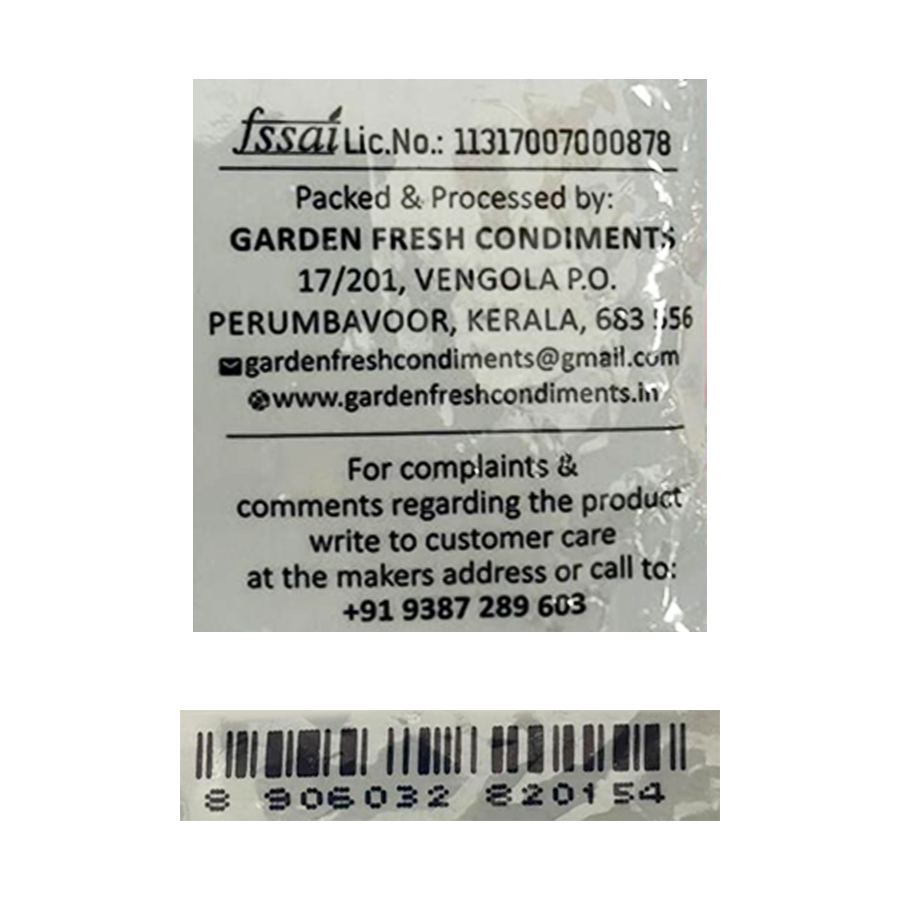 fssai Lic.No.: 11317007000878
Packed & Processed by:
GARDEN FRESH CONDIMENTS
17/201, VENGOLA P.O.
PERUMBAVOOR, KERALA, 683 556
gardenfreshcondiments@gmail.com
www.gardenfreshcondiments.in
For complaints &
comments regarding the product
write to customer care
at the makers address or call to:
+91 9387 289 603
8 906032 820154